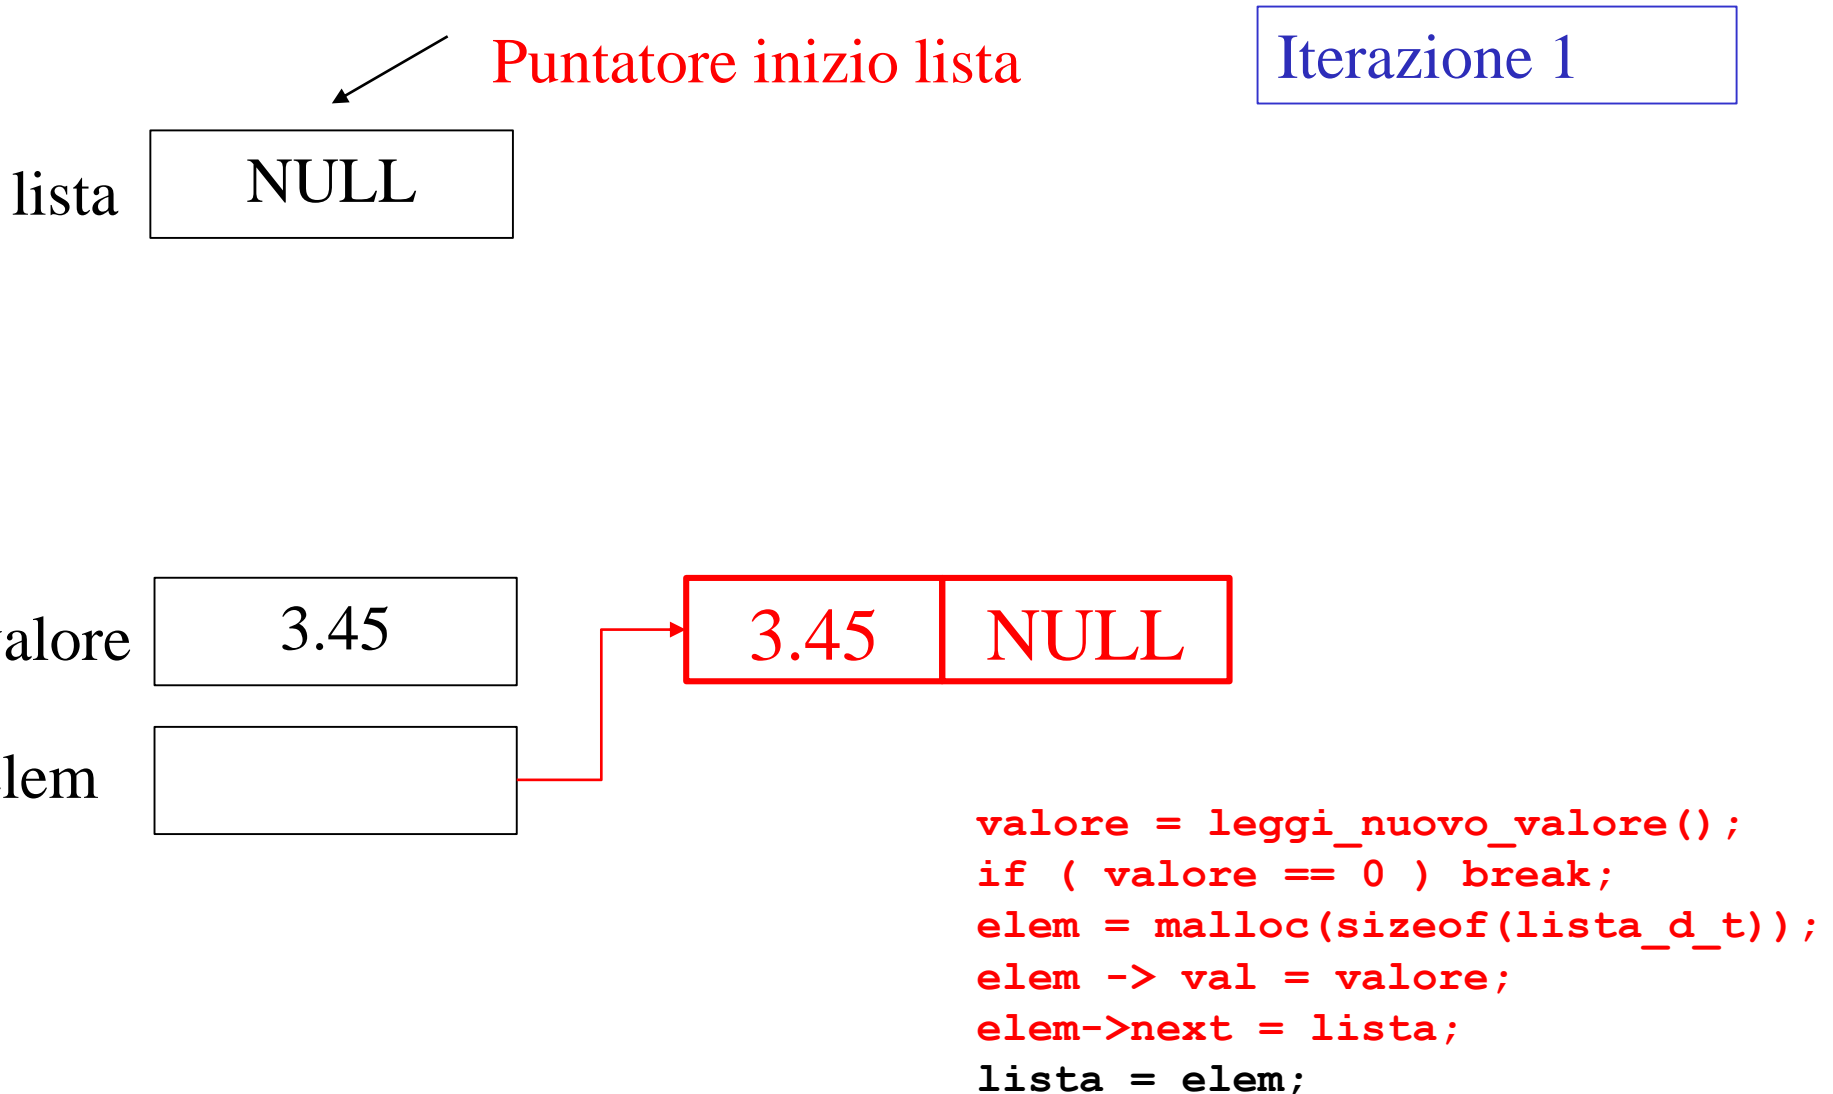 Puntatore inizio lista
Iterazione 1
lista
NULL
alore
3.45
3.45
NULL
lem
valore = leggi_nuovo_valore();
if ( valore == 0 ) break;
elem = malloc(sizeof(lista_d_t));
elem -> val = valore;
elem->next = lista;
lista = elem;